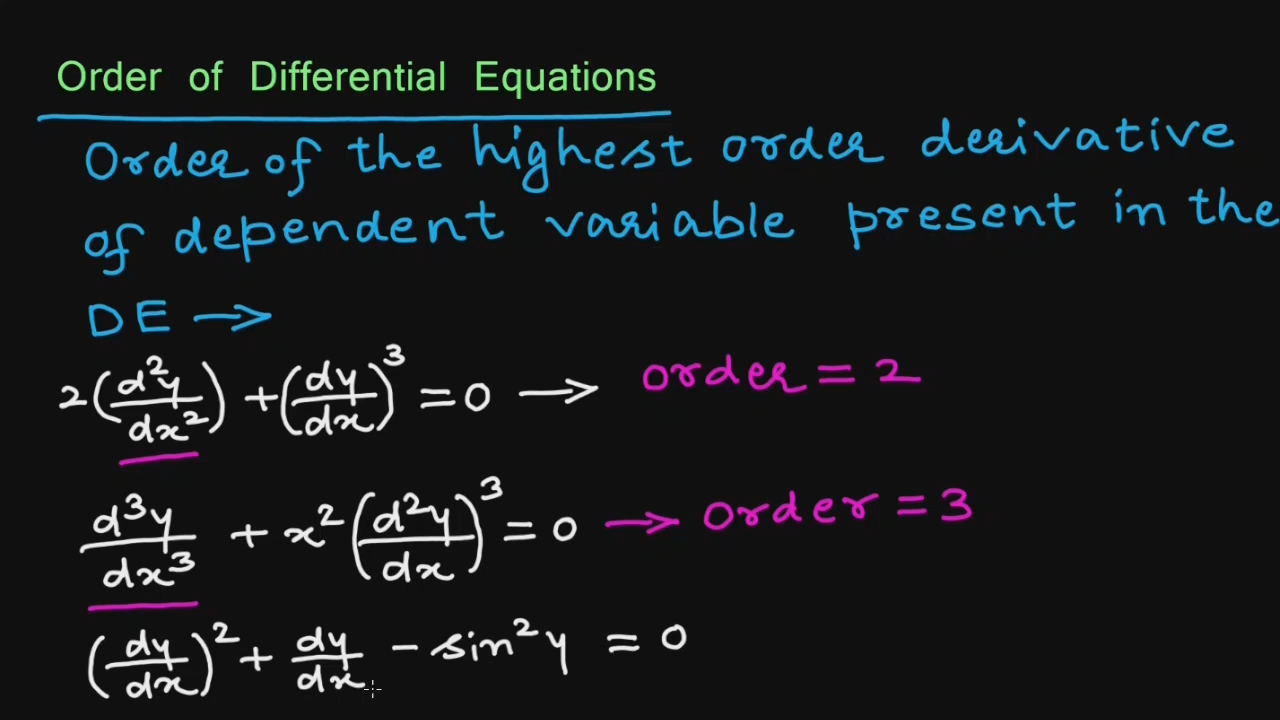 Order of Differential Equations
Order of the highest order derivative
of dependent variable present in the
DE →
2(d²y/dx²) + (dy/dx)³ = 0 → order = 2
d³y/dx³ + x²(d²y/dx)³ = 0 → order = 3
(dy/dx)² + dy/dx - sin²y = 0